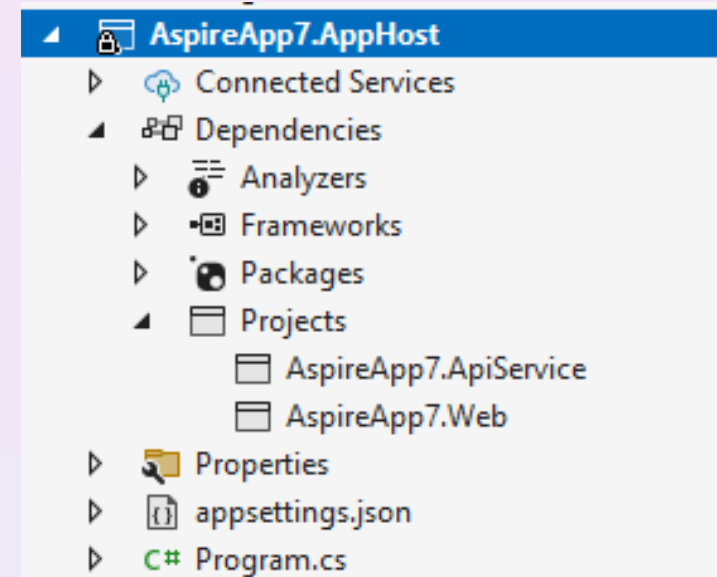 AspireApp7.AppHost
Connected Services
Dependencies
Analyzers
Frameworks
Packages
Projects
AspireApp7.ApiService
AspireApp7.Web
Properties
appsettings.json
C# Program.cs